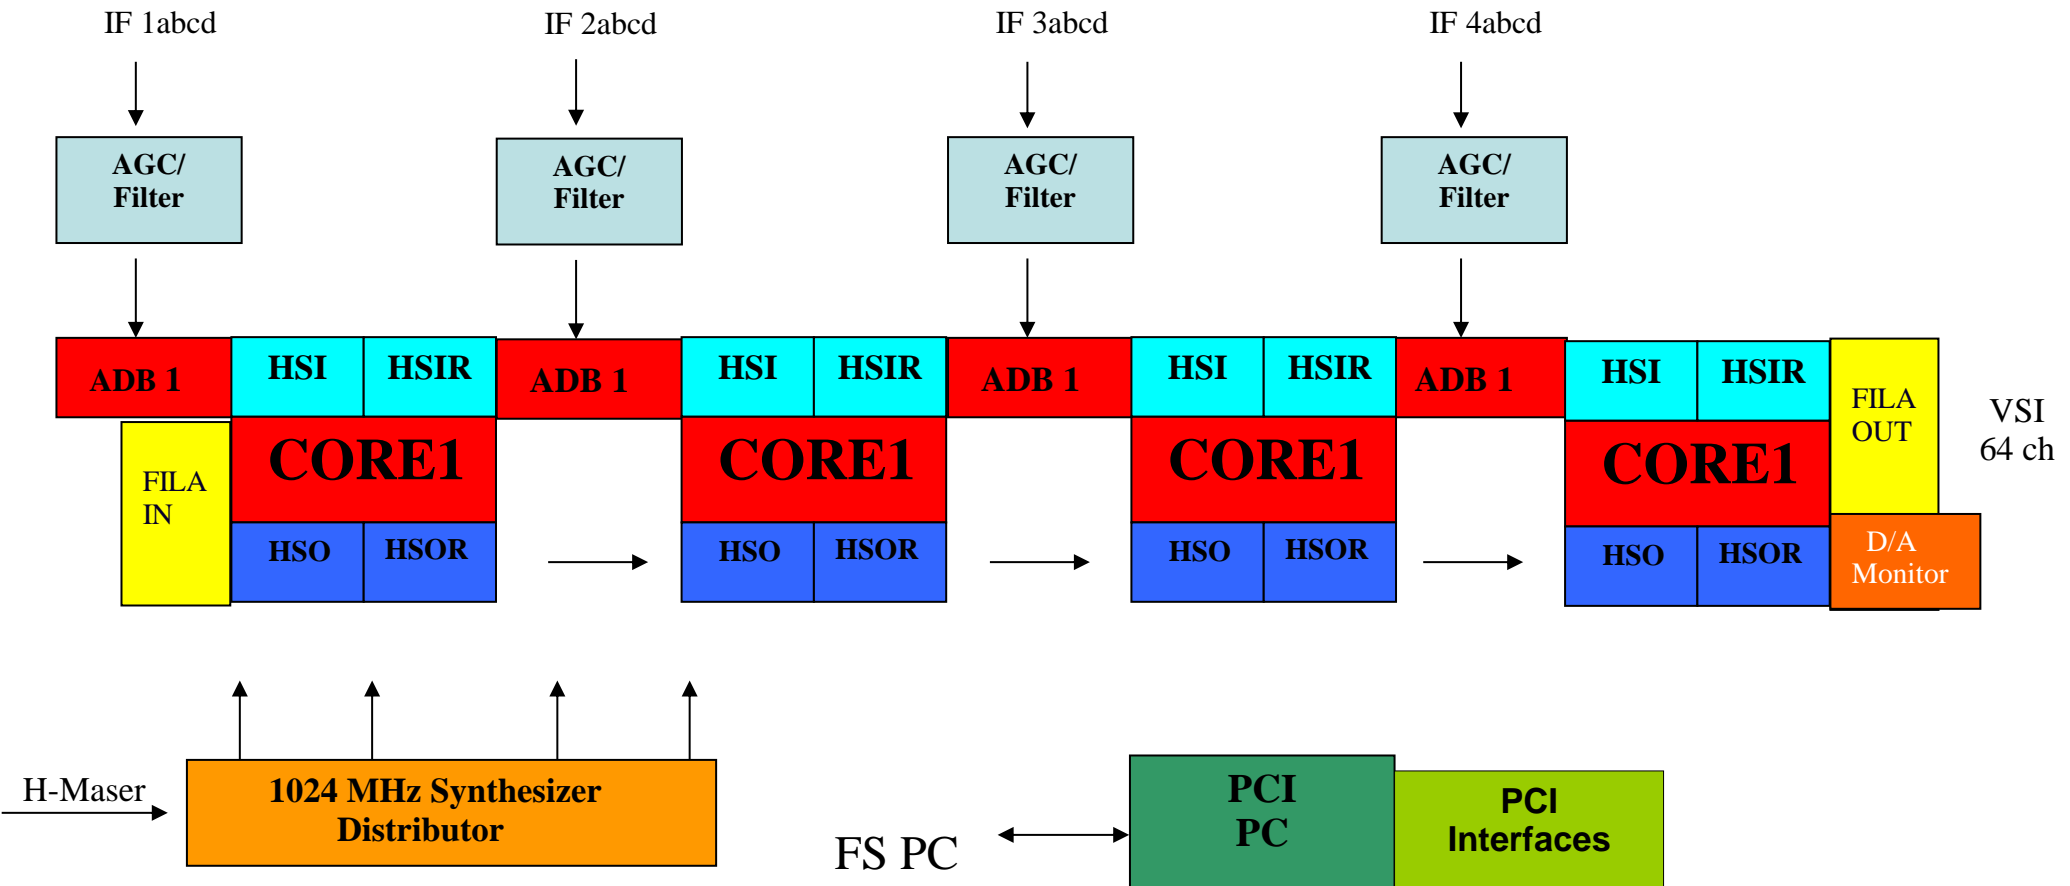 IF 1abcd
IF 2abcd
IF 3abcd
IF 4abcd
AGC/
Filter
AGC/
Filter
AGC/
Filter
AGC/
Filter
ADB 1
HSI
HSIR
ADB 1
HSI
HSIR
ADB 1
HSI
HSIR
ADB 1
HSI
HSIR
FILA
OUT
VSI
64 ch
FILA
IN
CORE1
CORE1
CORE1
CORE1
HSO
HSOR
HSO
HSOR
HSO
HSOR
HSO
HSOR
D/A
Monitor
H-Maser
1024 MHz Synthesizer
Distributor
FS PC
PCI
PC
PCI
Interfaces